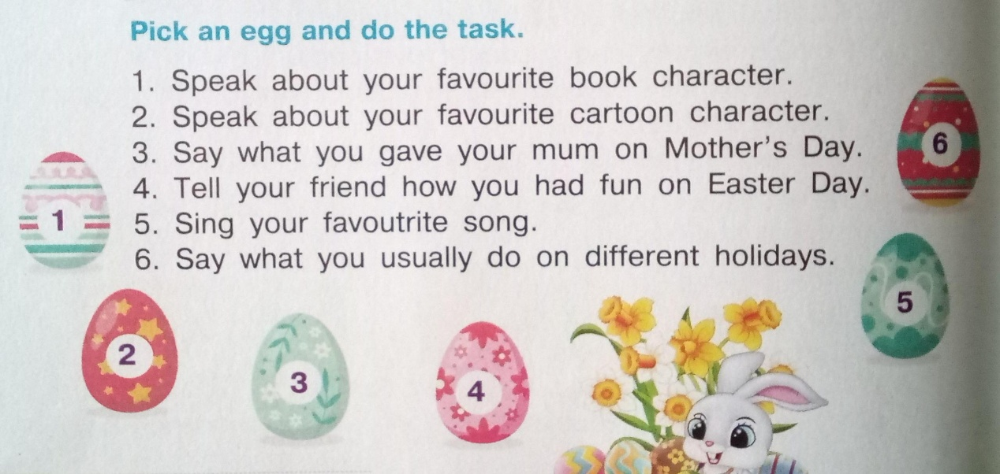 Pick an egg and do the task.
1. Speak about your favourite book character.
2. Speak about your favourite cartoon character.
3. Say what you gave your mum on Mother's Day.
4. Tell your friend how you had fun on Easter Day.
5. Sing your favoutrite song.
6. Say what you usually do on different holidays.
6
1
5
2
3
4